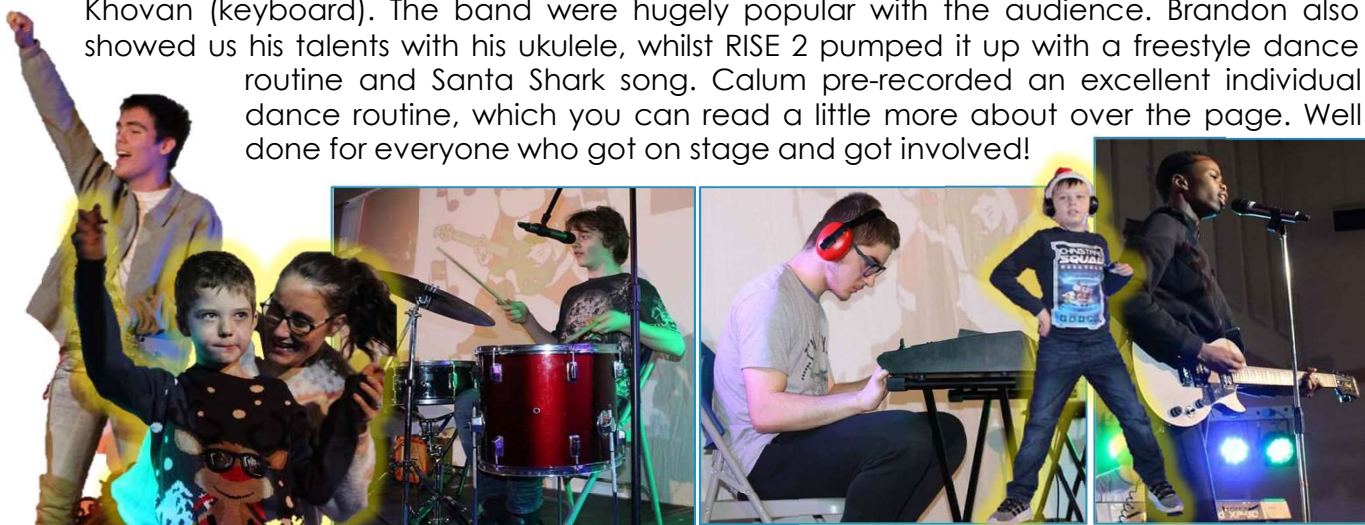 Khovan (keyboard). The band were hugely popular with the audience. Brandon also
showed us his talents with his ukulele, whilst RISE 2 pumped it up with a freestyle dance
routine and Santa Shark song. Calum pre-recorded an excellent individual
dance routine, which you can read a little more about over the page. Well
done for everyone who got on stage and got involved!
CHRISTMAS
SQUAD